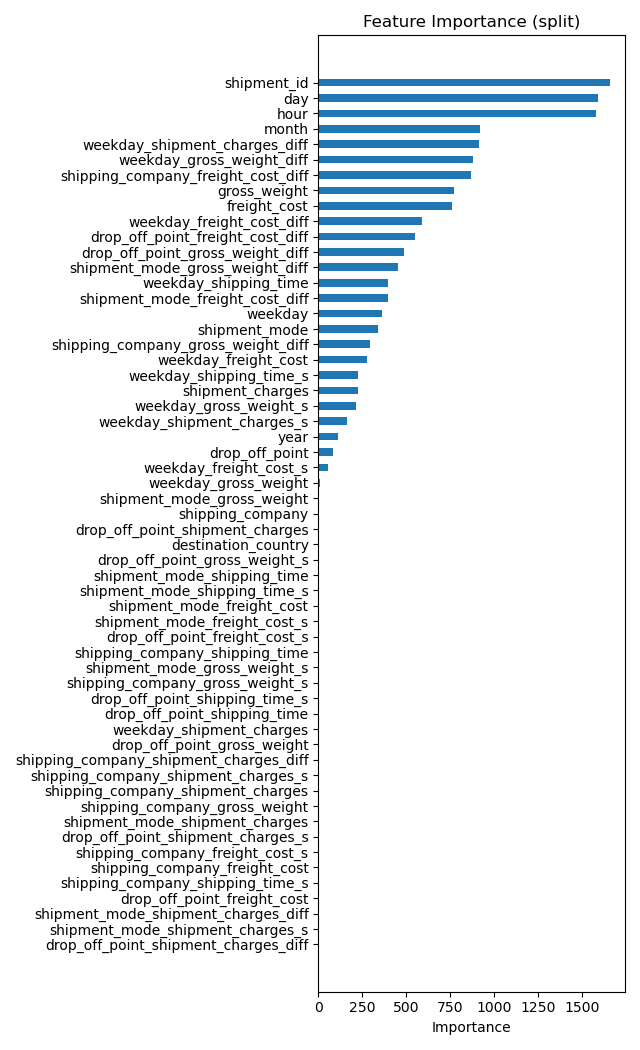 Feature Importance (split)
shipment_id
day
hour
month
weekday_shipment_charges_diff
weekday_gross_weight_diff
shipping_company_freight_cost_diff
gross_weight
freight_cost
weekday_freight_cost_diff
drop_off_point_freight_cost_diff
drop_off_point_gross_weight_diff
shipment_mode_gross_weight_diff
weekday_shipping_time
shipment_mode_freight_cost_diff
weekday
shipment_mode
shipping_company_gross_weight_diff
weekday_freight_cost
weekday_shipping_time_s
shipment_charges
weekday_gross_weight_s
weekday_shipment_charges_s
year
drop_off_point
weekday_freight_cost_s
weekday_gross_weight
shipment_mode_gross_weight
shipping_company
drop_off_point_shipment_charges
destination_country
drop_off_point_gross_weight_s
shipment_mode_shipping_time
shipment_mode_shipping_time_s
shipment_mode_freight_cost
shipment_mode_freight_cost_s
drop_off_point_freight_cost_s
shipping_company_shipping_time
shipment_mode_gross_weight_s
shipping_company_gross_weight_s
drop_off_point_shipping_time_s
drop_off_point_shipping_time
weekday_shipment_charges
drop_off_point_gross_weight
shipping_company_shipment_charges_diff
shipping_company_shipment_charges_s
shipping_company_shipment_charges
shipping_company_gross_weight
shipment_mode_shipment_charges
drop_off_point_shipment_charges_s
shipping_company_freight_cost_s
shipping_company_freight_cost
shipping_company_shipping_time_s
drop_off_point_freight_cost
shipment_mode_shipment_charges_diff
shipment_mode_shipment_charges_s
drop_off_point_shipment_charges_diff
0 250 500 750 1000 1250 1500
Importance